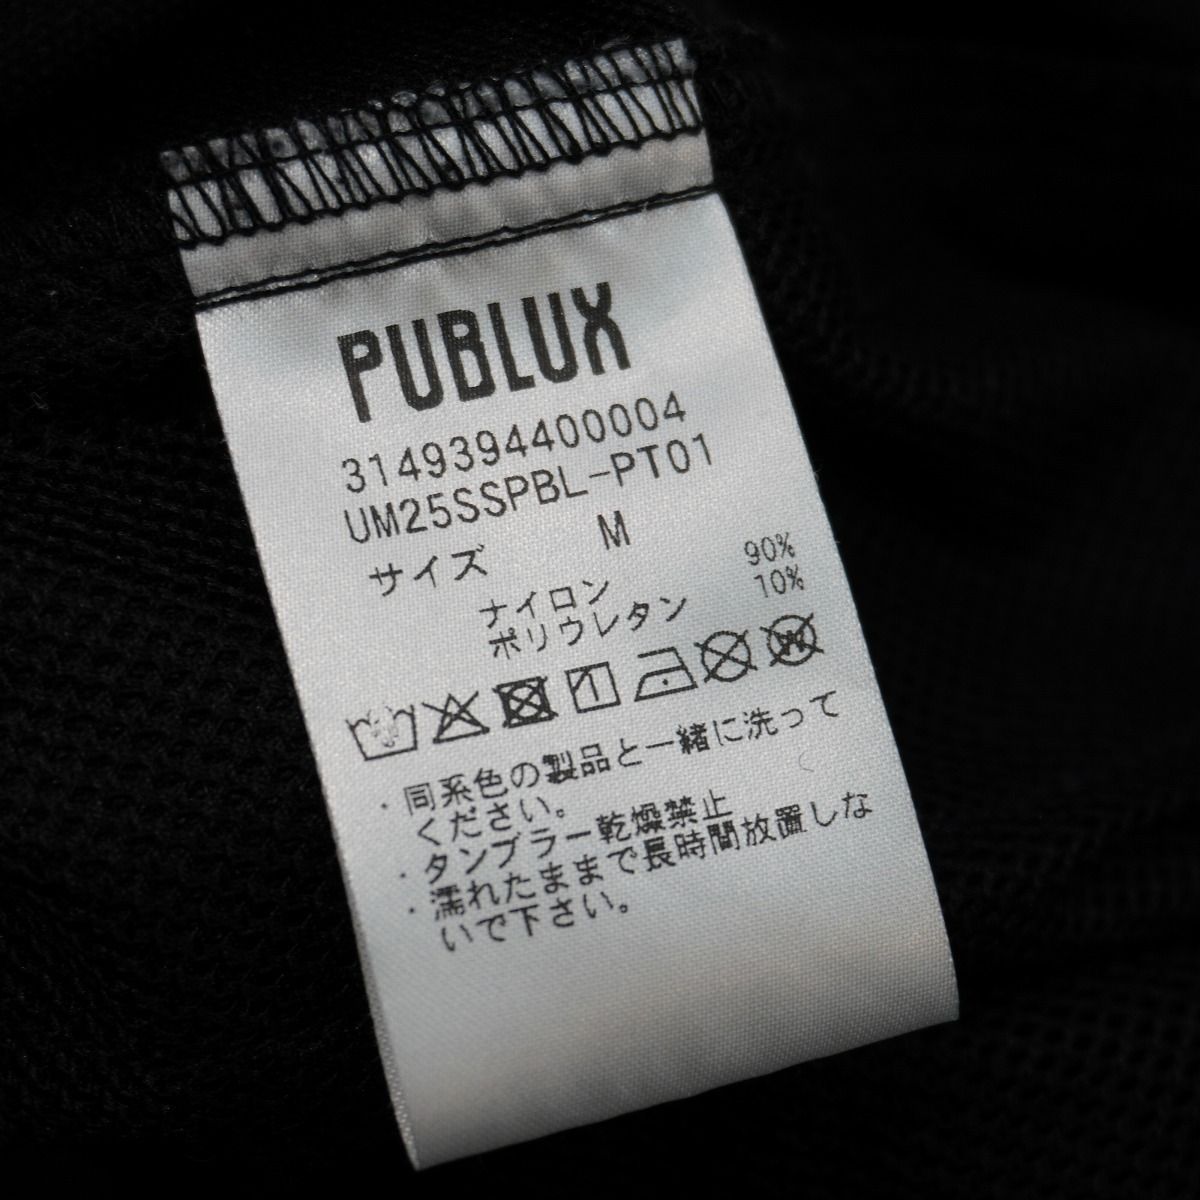 PUBLUX
3149394400004
UM25SSPBL-PT01
サイズ M
ナイロン 90%
ポリウレタン 10%
・同系色の製品と一緒に洗って
ください。
・タンブラー乾燥禁止
・濡れたままで長時間放置しな
いで下さい。